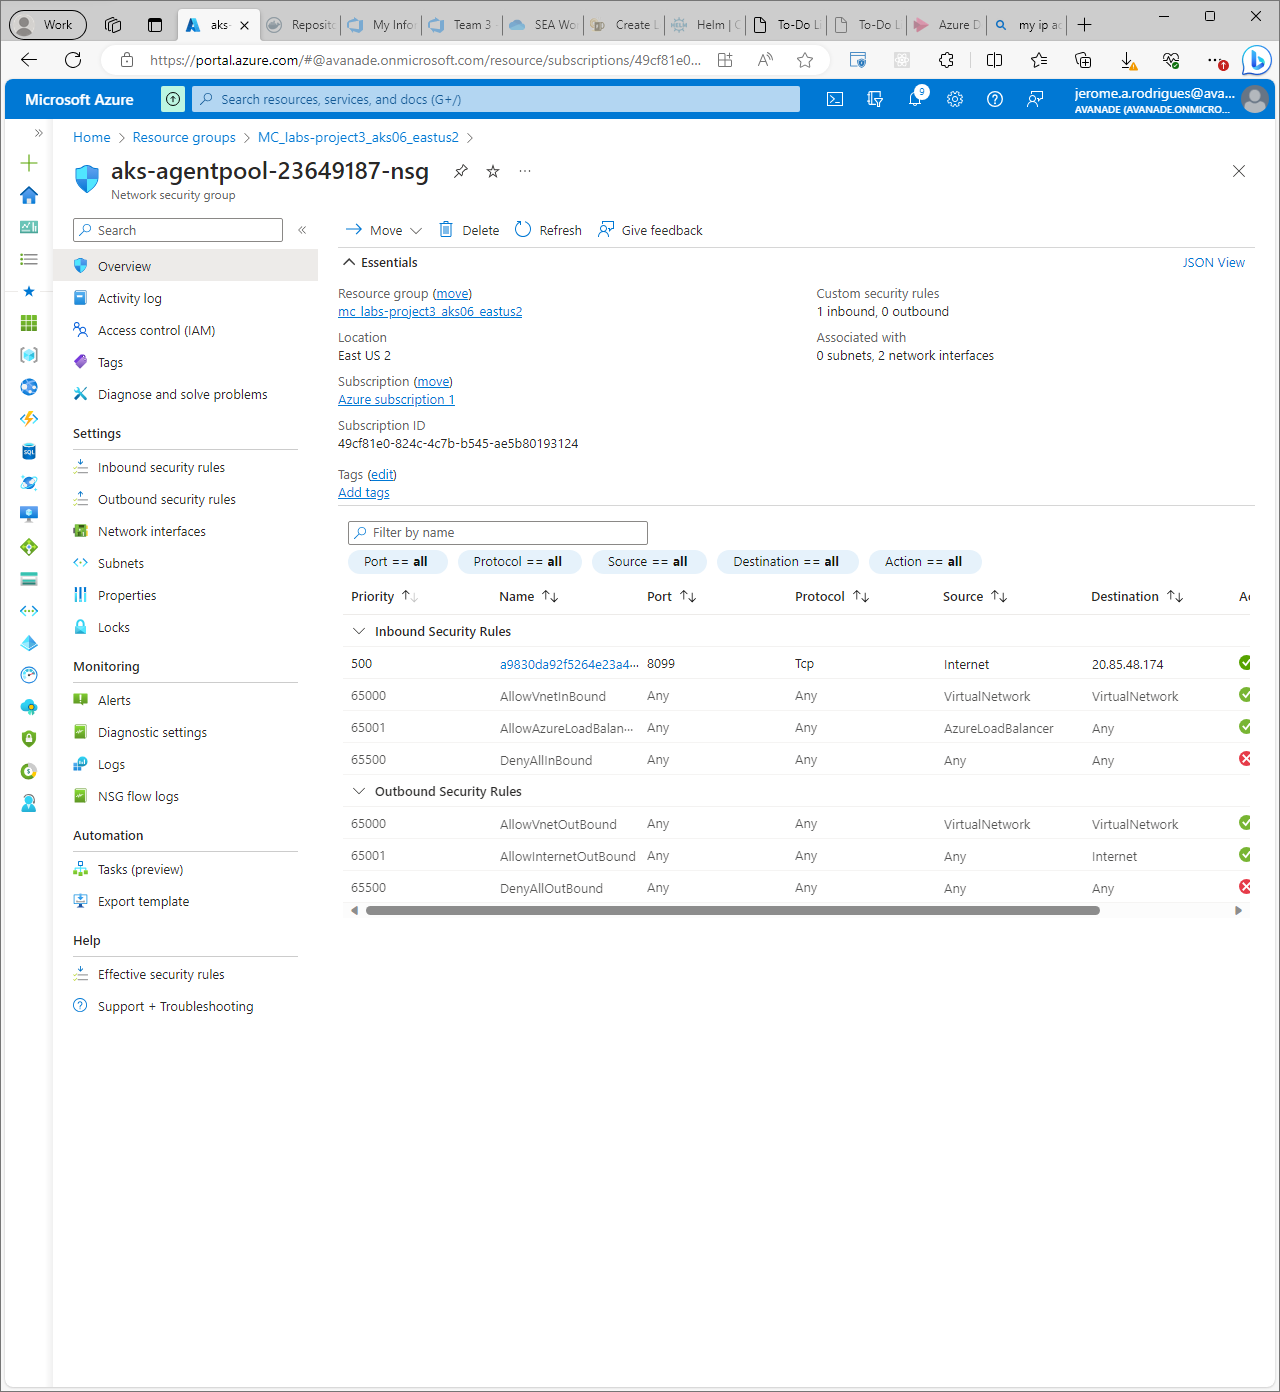 Work
aks-
Reposito
My Infor
Team 3 -
SEA Wo
Create L
Helm | C
To-Do Li
To-Do L
Azure D
my ip ad
https://portal.azure.com/#@avanade.onmicrosoft.com/resource/subscriptions/49cf81e0...
Microsoft Azure
Search resources, services, and docs (G+/)
9
jerome.a.rodrigues@ava...
AVANADE (AVANADE.ONMICRO...
Home > Resource groups > MC_labs-project3_aks06_eastus2 >
aks-agentpool-23649187-nsg
Network security group
Search
Move
Delete
Refresh
Give feedback
Overview
Activity log
Access control (IAM)
Tags
Diagnose and solve problems
Settings
Inbound security rules
Outbound security rules
Network interfaces
Subnets
Properties
Locks
Monitoring
Alerts
Diagnostic settings
Logs
NSG flow logs
Automation
Tasks (preview)
Export template
Help
Effective security rules
Support + Troubleshooting
Essentials
JSON View
Resource group (move)
mc_labs-project3_aks06_eastus2
Location
East US 2
Subscription (move)
Azure subscription 1
Subscription ID
49cf81e0-824c-4c7b-b545-ae5b80193124
Tags (edit)
Add tags
Custom security rules
1 inbound, 0 outbound
Associated with
0 subnets, 2 network interfaces
Filter by name
Port == all
Protocol == all
Source == all
Destination == all
Action == all
Priority Name Port Protocol Source Destination Ac
Inbound Security Rules
500 a9830da92f5264e23a4... 8099 Tcp Internet 20.85.48.174
65000 AllowVnetInBound Any Any VirtualNetwork VirtualNetwork
65001 AllowAzureLoadBalan... Any Any AzureLoadBalancer Any
65500 DenyAllInBound Any Any Any Any
Outbound Security Rules
65000 AllowVnetOutBound Any Any VirtualNetwork VirtualNetwork
65001 AllowInternetOutBound Any Any Any Internet
65500 DenyAllOutBound Any Any Any Any